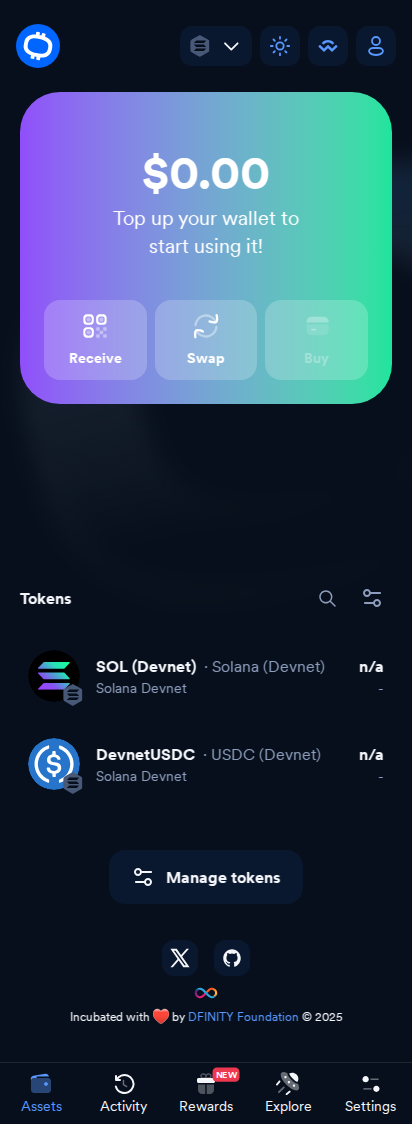 $0.00
Top up your wallet to
start using it!
Receive
Swap
Buy
Tokens
SOL (Devnet) · Solana (Devnet) n/a
Solana Devnet -
DevnetUSDC · USDC (Devnet) n/a
Solana Devnet -
Manage tokens
Incubated with ❤️ by DFINITY Foundation © 2025
NEW
Assets
Activity
Rewards
Explore
Settings